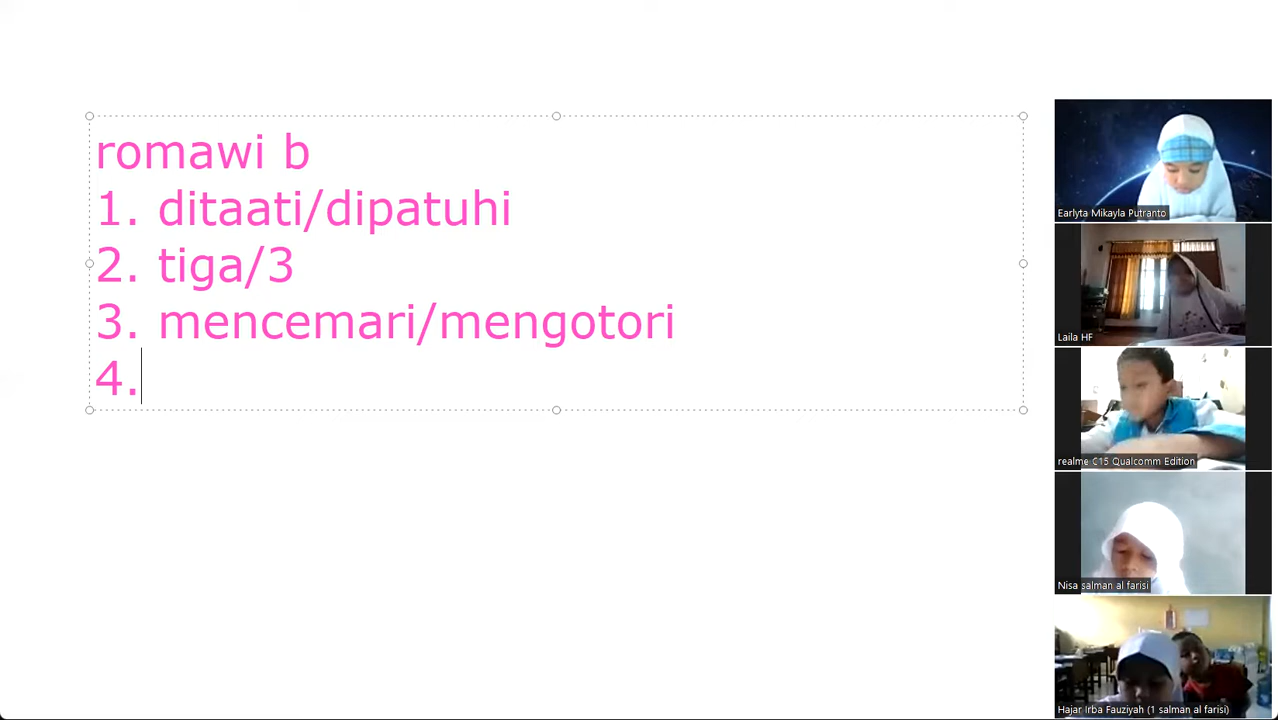 romawi b
1. ditaati/dipatuhi
2. tiga/3
3. mencemari/mengotori
4.
Earlyta Mikayla Putranto
Laila HF
realme C15 Qualcomm Edition
Nisa salman al farisi
Hajar Irba Fauziyah (1 salman al farisi)